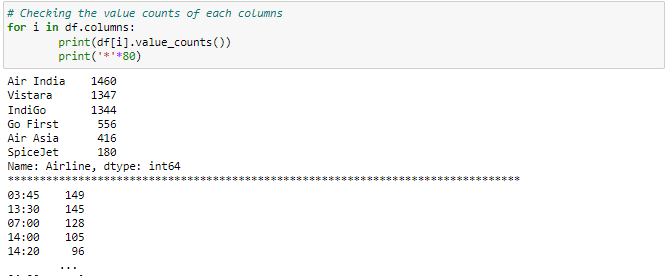 # Checking the value counts of each columns
for i in df.columns:
        print(df[i].value_counts())
        print('*'*80)
Air India    1460
Vistara      1347
IndiGo       1344
Go First      556
Air Asia      416
SpiceJet      180
Name: Airline, dtype: int64
********************************************************************************
03:45    149
13:30    145
07:00    128
14:00    105
14:20     96
        ...